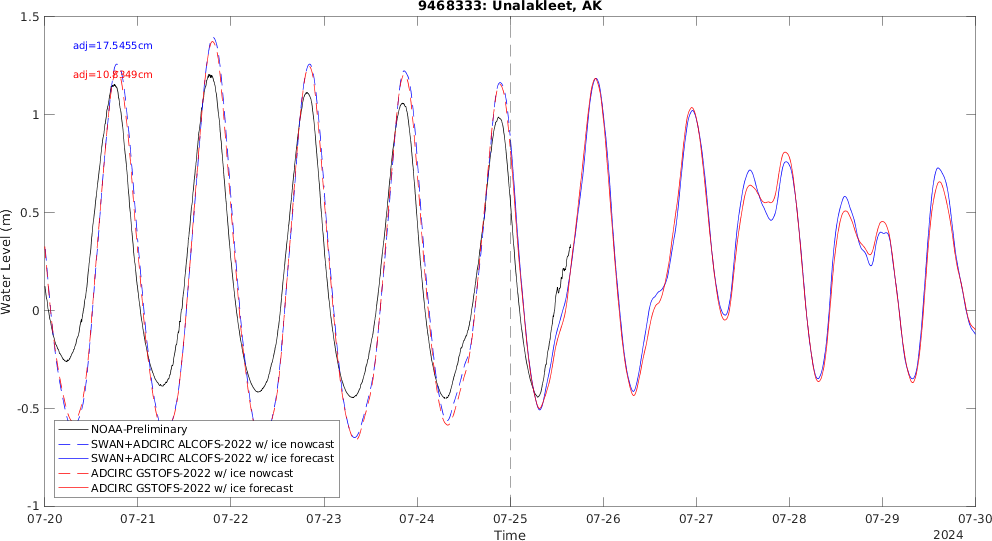 9468333: Unalakleet, AK
adj=17.5455cm
adj=10.8349cm
Water Level (m)
1.5
1
0.5
0
-0.5
-1
NOAA-Preliminary
SWAN+ADCIRC ALCOFS-2022 w/ ice nowcast
SWAN+ADCIRC ALCOFS-2022 w/ ice forecast
ADCIRC GSTOFS-2022 w/ ice nowcast
ADCIRC GSTOFS-2022 w/ ice forecast
07-20 07-21 07-22 07-23 07-24 07-25 07-26 07-27 07-28 07-29 07-30
Time
2024